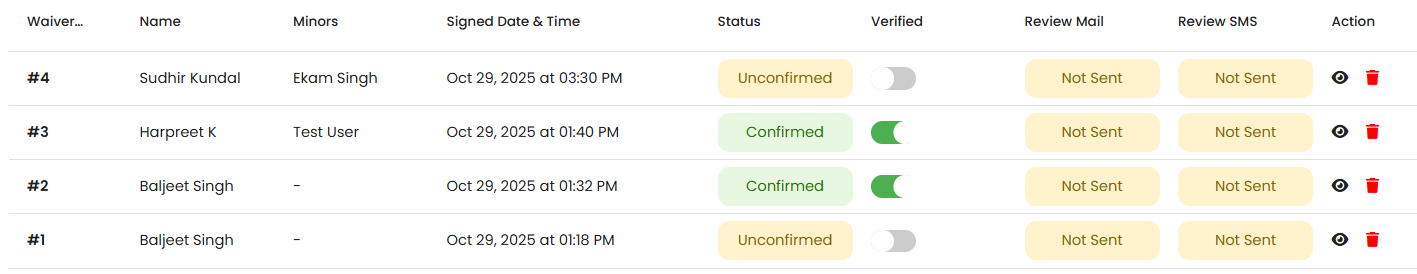 Waiver... Name Minors Signed Date & Time Status Verified Review Mail Review SMS Action
#4 Sudhir Kundal Ekam Singh Oct 29, 2025 at 03:30 PM Unconfirmed Not Sent Not Sent
#3 Harpreet K Test User Oct 29, 2025 at 01:40 PM Confirmed Not Sent Not Sent
#2 Baljeet Singh - Oct 29, 2025 at 01:32 PM Confirmed Not Sent Not Sent
#1 Baljeet Singh - Oct 29, 2025 at 01:18 PM Unconfirmed Not Sent Not Sent